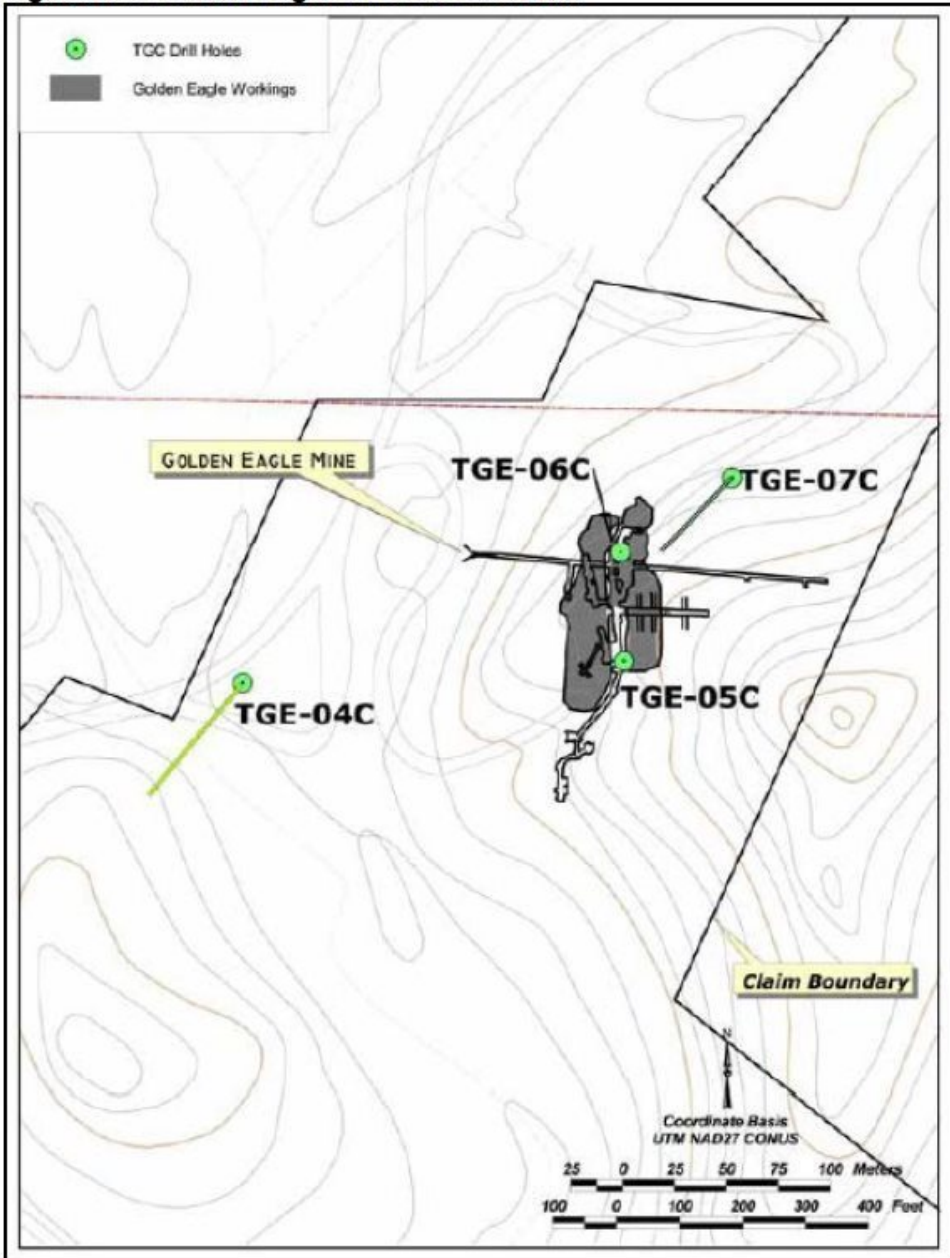 TGC Drill Holes
Golden Eagle Workings
GOLDEN EAGLE MINE
TGE-06C
TGE-07C
TGE-04C
TGE-05C
Claim Boundary
N
Coordinate Basis
UTM NAD27 CONUS
25 0 25 50 75 100 Meters
100 0 100 200 300 400 Feet